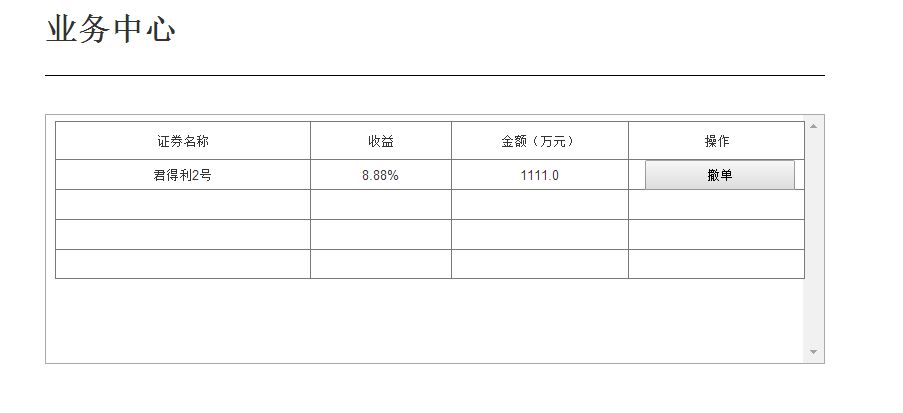 业务中心
证券名称 收益 金额（万元） 操作
君得利2号 8.88% 1111.0 撤单